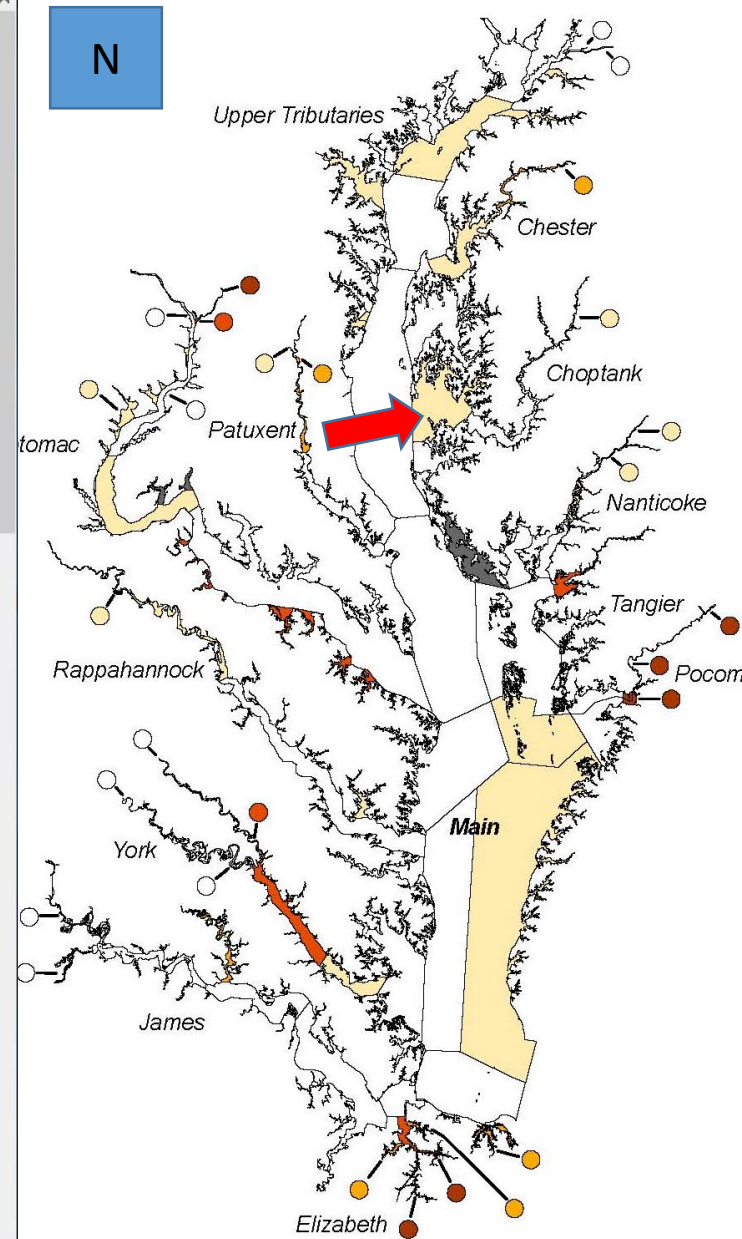 N
Upper Tributaries
Chester
Choptank
Patuxent
tomac
Nanticoke
Tangier
Rappahannock
Pocom
Main
York
James
Elizabeth